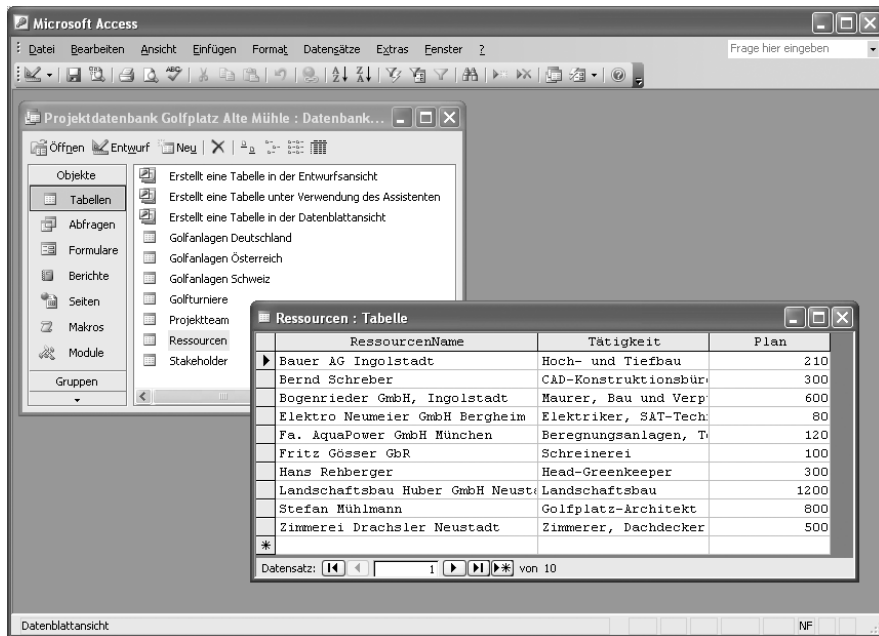 Microsoft Access
Datei Bearbeiten Ansicht Einfügen Format Datensätze Extras Fenster ?
Frage hier eingeben
Projektdatenbank Golfplatz Alte Mühle : Datenbank...
Öffnen Entwurf Neu
Objekte
Tabellen
Abfragen
Formulare
Berichte
Seiten
Makros
Module
Gruppen
Erstellt eine Tabelle in der Entwurfsansicht
Erstellt eine Tabelle unter Verwendung des Assistenten
Erstellt eine Tabelle in der Datenblattansicht
Golfanlagen Deutschland
Golfanlagen Österreich
Golfanlagen Schweiz
Golfturniere
Projektteam
Ressourcen
Stakeholder
Ressourcen : Tabelle
RessourcenName Tätigkeit Plan
Bauer AG Ingolstadt Hoch- und Tiefbau 210
Bernd Schreber CAD-Konstruktionsbür 300
Bogenrieder GmbH, Ingolstadt Maurer, Bau und Verp 600
Elektro Neumeier GmbH Bergheim Elektriker, SAT-Tech 80
Fa. AquaPower GmbH München Beregnungsanlagen, T 120
Fritz Gösser GbR Schreinerei 100
Hans Rehberger Head-Greenkeeper 300
Landschaftsbau Huber GmbH Neust Landschaftsbau 1200
Stefan Mühlmann Golfplatz-Architekt 800
Zimmerei Drachsler Neustadt Zimmerer, Dachdecker 500
Datensatz: 1 von 10
Datenblattansicht
NF